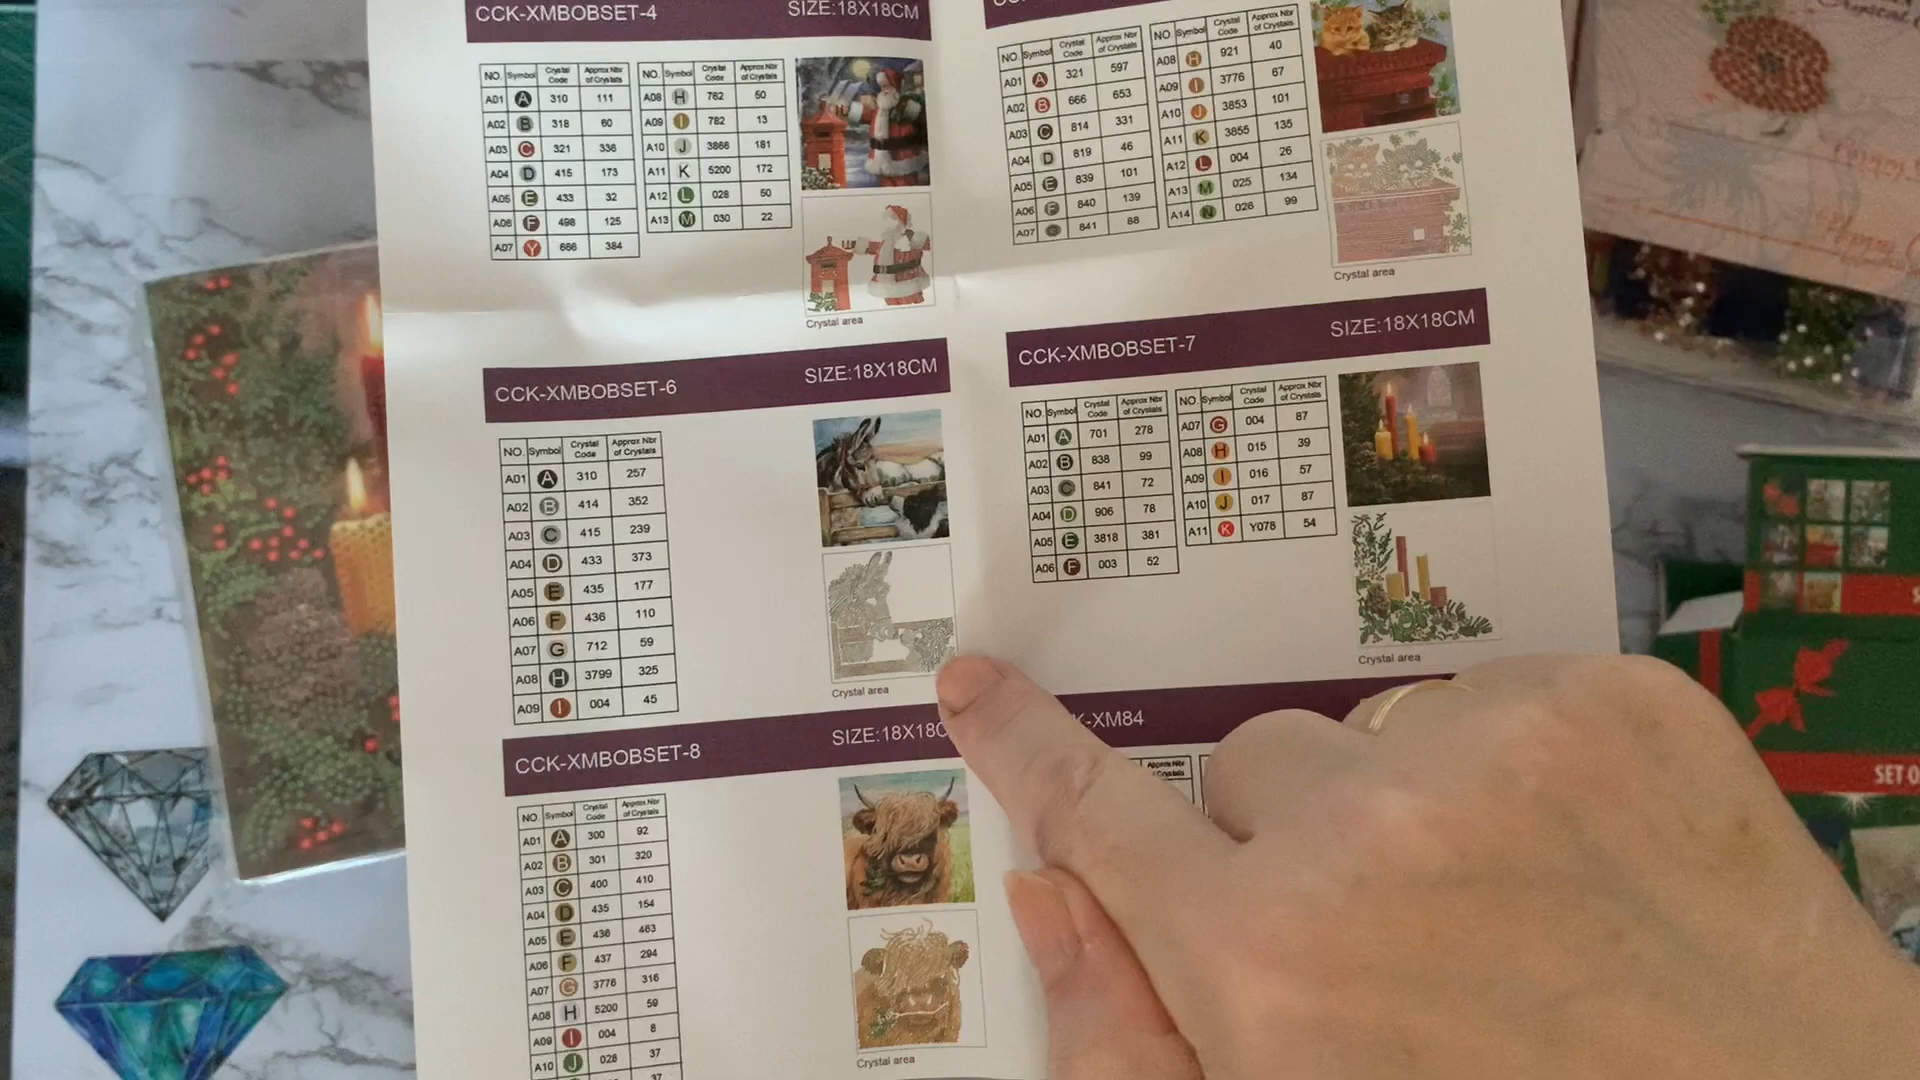 CCK-XMBOBSET-4 SIZE:18X18CM
NO. Symbol Crystal Code Approx Nbr of Crystals
A01 A 310 111
A02 B 318 60
A03 C 321 336
A04 D 415 173
A05 E 433 32
A06 F 498 125
A07 Y 666 384
NO. Symbol Crystal Code Approx Nbr of Crystals
A08 H 762 50
A09 I 782 13
A10 J 3866 181
A11 K 5200 172
A12 L 028 50
A13 M 030 22
Crystal area
NO. Symbol Crystal Code Approx Nbr of Crystals
A01 A 321 597
A02 B 666 653
A03 C 814 331
A04 D 819 46
A05 E 839 101
A06 F 840 139
A07 841 88
NO. Symbol Crystal Code Approx Nbr of Crystals
A08 H 921 40
A09 I 3776 67
A10 J 3853 101
A11 K 3855 135
A12 L 004 26
A13 M 025 134
A14 N 026 99
Crystal area
CCK-XMBOBSET-6 SIZE:18X18CM
NO. Symbol Crystal Code Approx Nbr of Crystals
A01 A 310 257
A02 B 414 352
A03 C 415 239
A04 D 433 373
A05 E 435 177
A06 F 436 110
A07 G 712 59
A08 H 3799 325
A09 I 004 45
Crystal area
CCK-XMBOBSET-7 SIZE:18X18CM
NO. Symbol Crystal Code Approx Nbr of Crystals
A01 A 701 278
A02 B 838 99
A03 C 841 72
A04 D 906 78
A05 E 3818 381
A06 F 003 52
NO. Symbol Crystal Code Approx Nbr of Crystals
A07 G 004 87
A08 H 015 39
A09 I 016 57
A10 J 017 87
A11 K Y078 54
Crystal area
CCK-XMBOBSET-8 SIZE:18X18C
NO. Symbol Crystal Code Approx Nbr of Crystals
A01 A 300 92
A02 B 301 320
A03 C 400 410
A04 D 435 154
A05 E 436 463
A06 F 437 294
A07 G 3776 316
A08 H 5200 59
A09 I 004 8
A10 J 028 37
37
Crystal area
K-XM84
Approx Nbr of Crystals
SET O